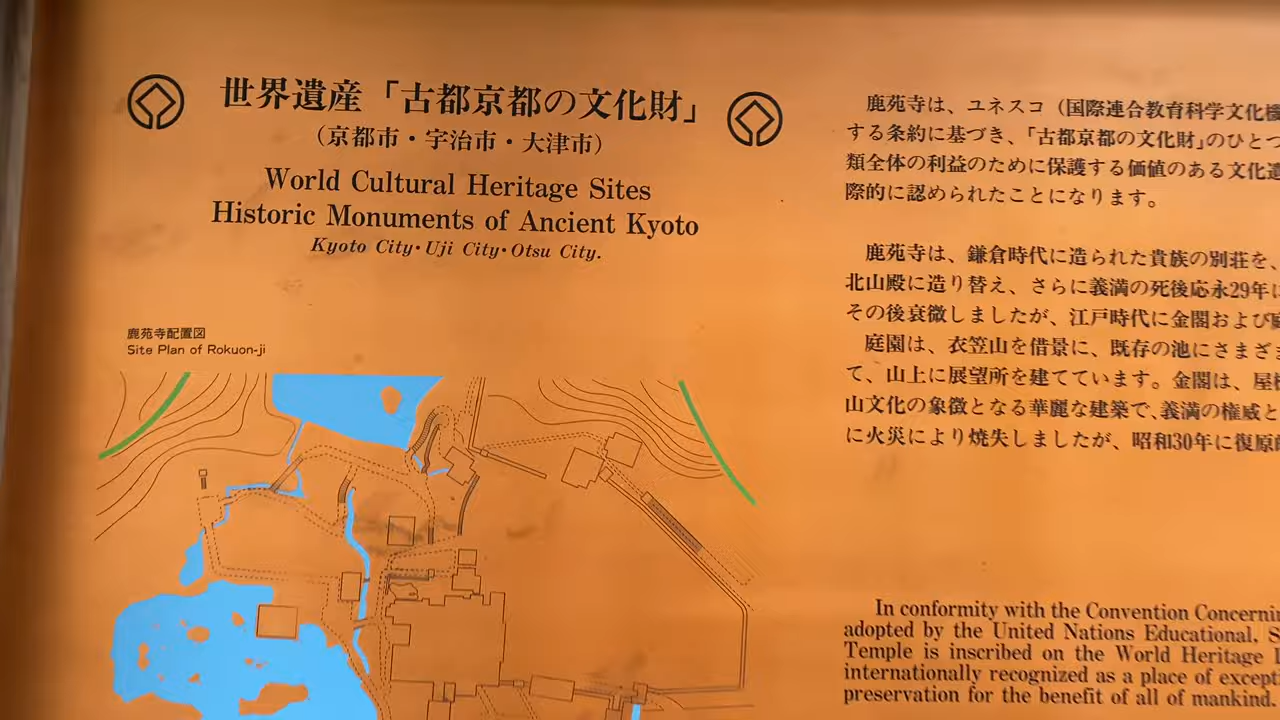 世界遺産「古都京都の文化財」
（京都市・宇治市・大津市）
World Cultural Heritage Sites
Historic Monuments of Ancient Kyoto
Kyoto City・Uji City・Otsu City.
鹿苑寺配置図
Site Plan of Rokuon-ji
鹿苑寺は、ユネスコ（国際連合教育科学文化機
する条約に基づき、「古都京都の文化財」のひとつ
類全体の利益のために保護する価値のある文化遺
際的に認められたことになります。
鹿苑寺は、鎌倉時代に造られた貴族の別荘を、
北山殿に造り替え、さらに義満の死後応永29年に
その後衰微しましたが、江戸時代に金閣および庭
庭園は、衣笠山を借景に、既存の池にさまざま
て、山上に展望所を建てています。金閣は、屋根
山文化の象徴となる華麗な建築で、義満の権威と
に火災により焼失しましたが、昭和30年に復原
In conformity with the Convention Concerni
adopted by the United Nations Educational, S
Temple is inscribed on the World Heritage L
internationally recognized as a place of excepti
preservation for the benefit of all of mankind.